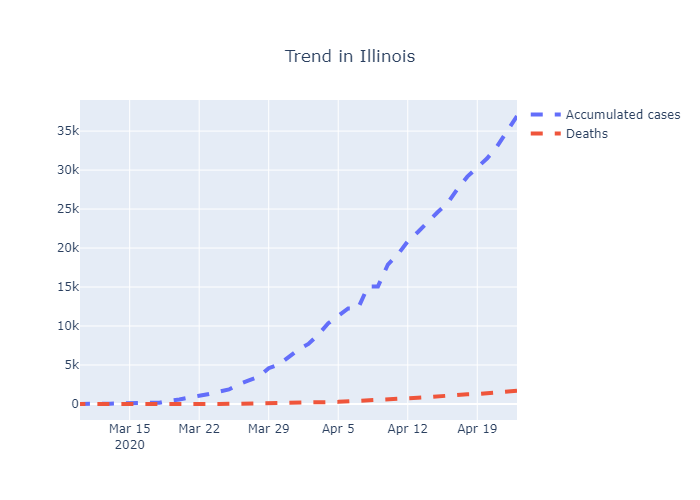 Trend in Illinois
Accumulated cases
Deaths
35k
30k
25k
20k
15k
10k
5k
0
Mar 15 Mar 22 Mar 29 Apr 5 Apr 12 Apr 19
2020